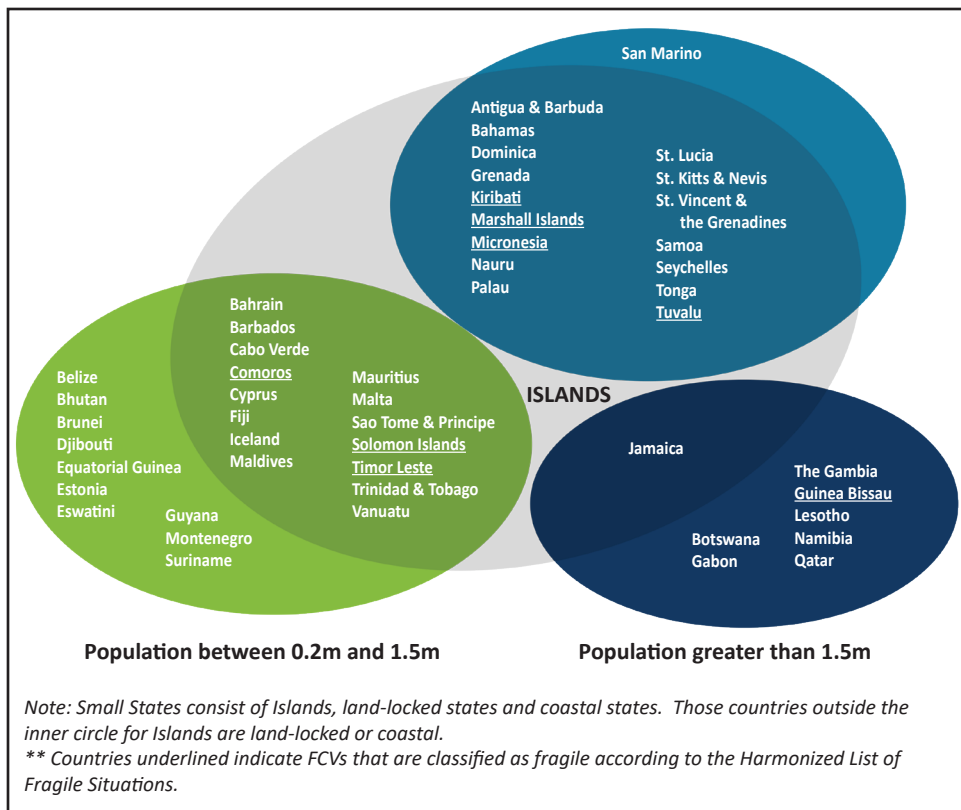 San Marino
Antigua & Barbuda
Bahamas
Dominica
Grenada
Kiribati
Marshall Islands
Micronesia
Nauru
Palau
St. Lucia
St. Kitts & Nevis
St. Vincent &
the Grenadines
Samoa
Seychelles
Tonga
Tuvalu
Bahrain
Barbados
Cabo Verde
Comoros
Cyprus
Fiji
Iceland
Maldives
Mauritius
Malta
Sao Tome & Principe
Solomon Islands
Timor Leste
Trinidad & Tobago
Vanuatu
Belize
Bhutan
Brunei
Djibouti
Equatorial Guinea
Estonia
Eswatini
Guyana
Montenegro
Suriname
ISLANDS
Jamaica
Botswana
Gabon
The Gambia
Guinea Bissau
Lesotho
Namibia
Qatar
Population between 0.2m and 1.5m
Population greater than 1.5m
Note: Small States consist of Islands, land-locked states and coastal states. Those countries outside the
inner circle for Islands are land-locked or coastal.
** Countries underlined indicate FCVs that are classified as fragile according to the Harmonized List of
Fragile Situations.